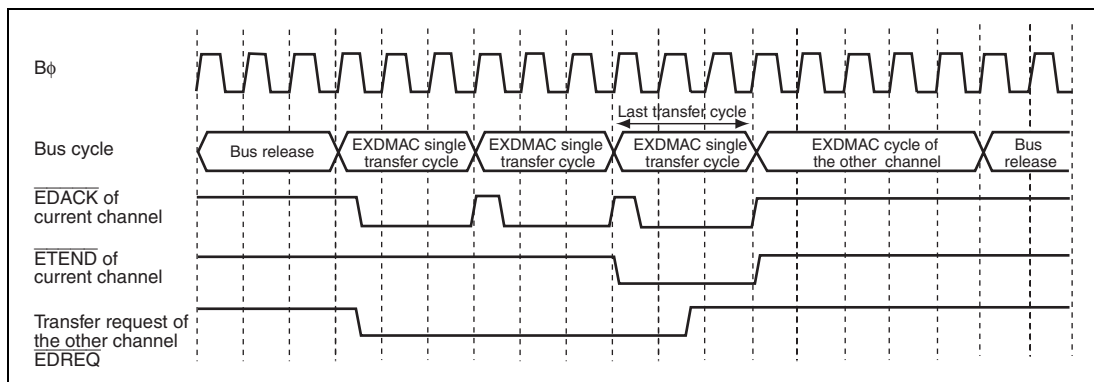 Bφ
Last transfer cycle
Bus cycle
Bus release
EXDMAC single
transfer cycle
EXDMAC single
transfer cycle
EXDMAC single
transfer cycle
EXDMAC cycle of
the other channel
Bus
release
EDACK of
current channel
ETEND of
current channel
Transfer request of
the other channel
EDREQ